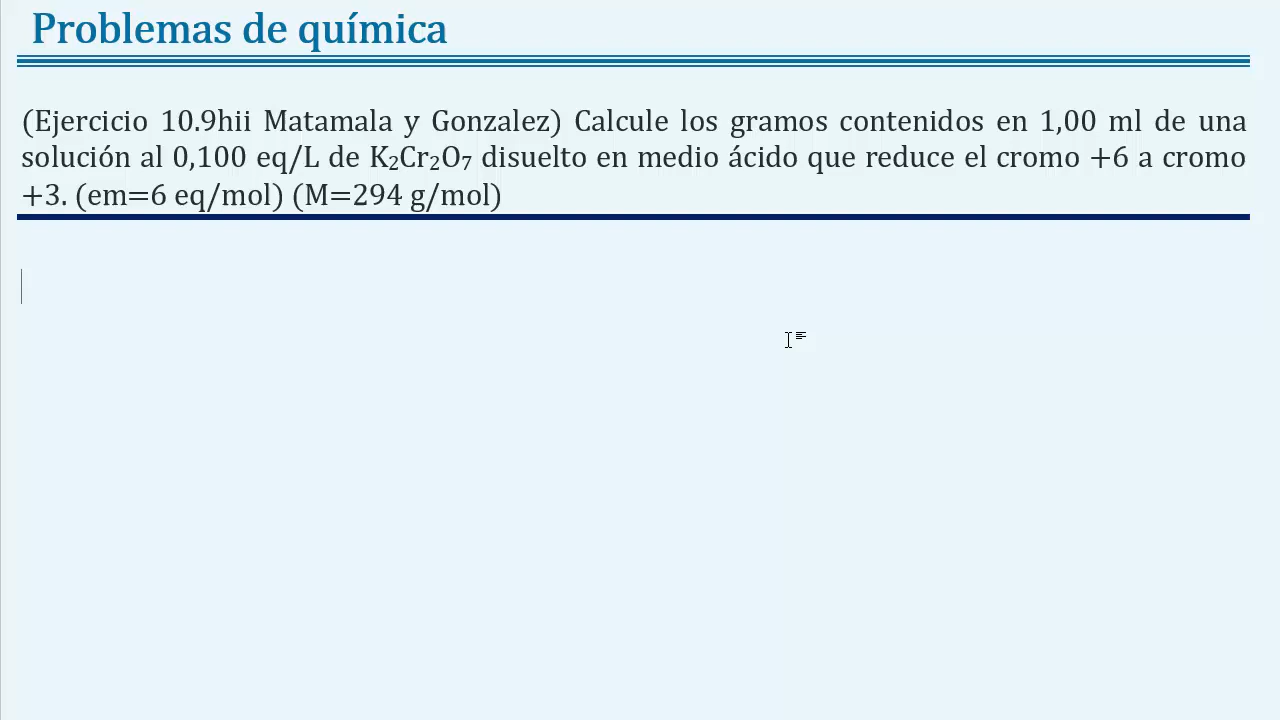 Problemas de química
(Ejercicio 10.9hii Matamala y Gonzalez) Calcule los gramos contenidos en 1,00 ml de una
solución al 0,100 eq/L de K₂Cr₂O₇ disuelto en medio ácido que reduce el cromo +6 a cromo
+3. (em=6 eq/mol) (M=294 g/mol)